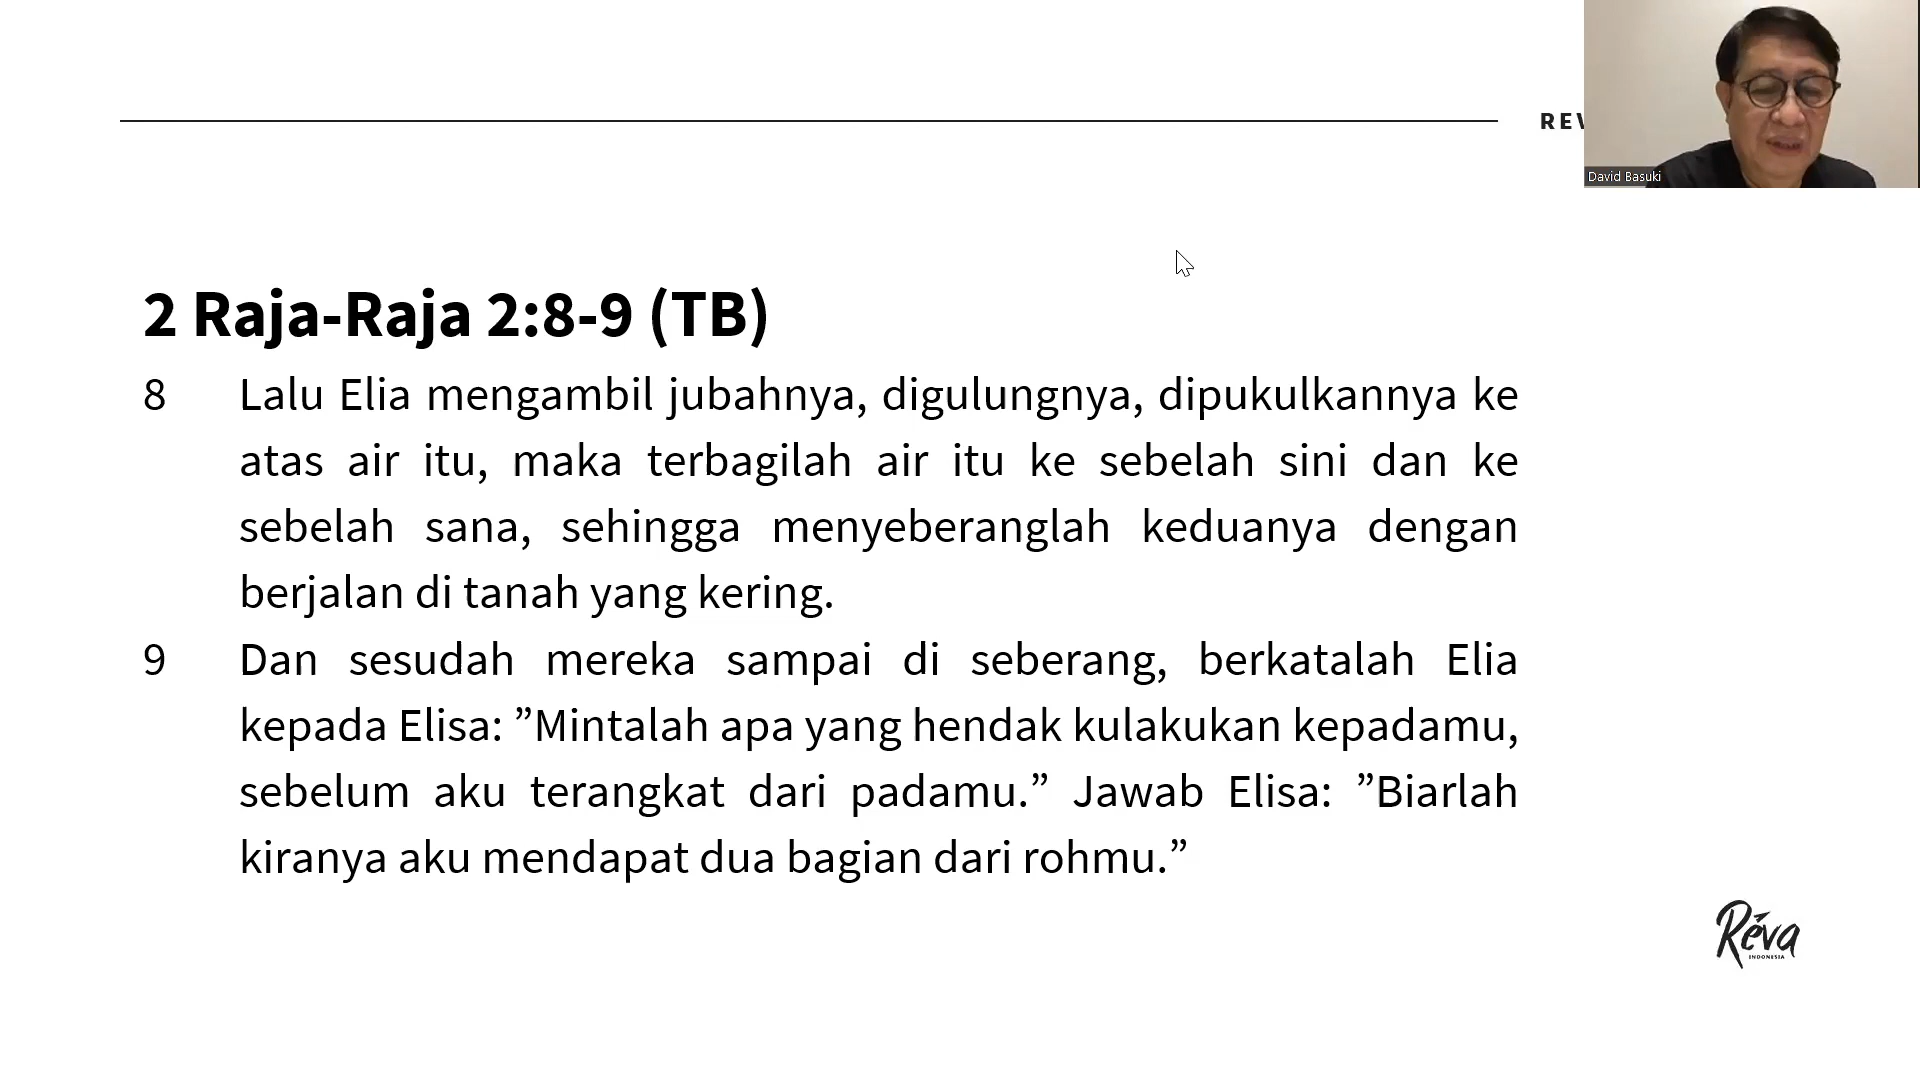 David Basuki
2 Raja-Raja 2:8-9 (TB)
8 Lalu Elia mengambil jubahnya, digulungnya, dipukulkannya ke
atas air itu, maka terbagilah air itu ke sebelah sini dan ke
sebelah sana, sehingga menyeberanglah keduanya dengan
berjalan di tanah yang kering.
9 Dan sesudah mereka sampai di seberang, berkatalah Elia
kepada Elisa: ”Mintalah apa yang hendak kulakukan kepadamu,
sebelum aku terangkat dari padamu.” Jawab Elisa: ”Biarlah
kiranya aku mendapat dua bagian dari rohmu.”
Réva
INDONESIA